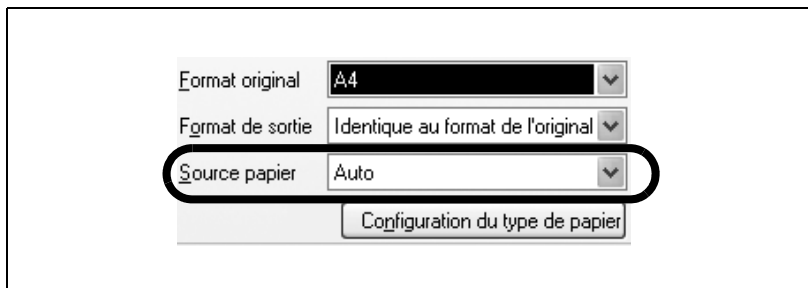 Format original A4
Format de sortie Identique au format de l'original
Source papier Auto
Configuration du type de papier